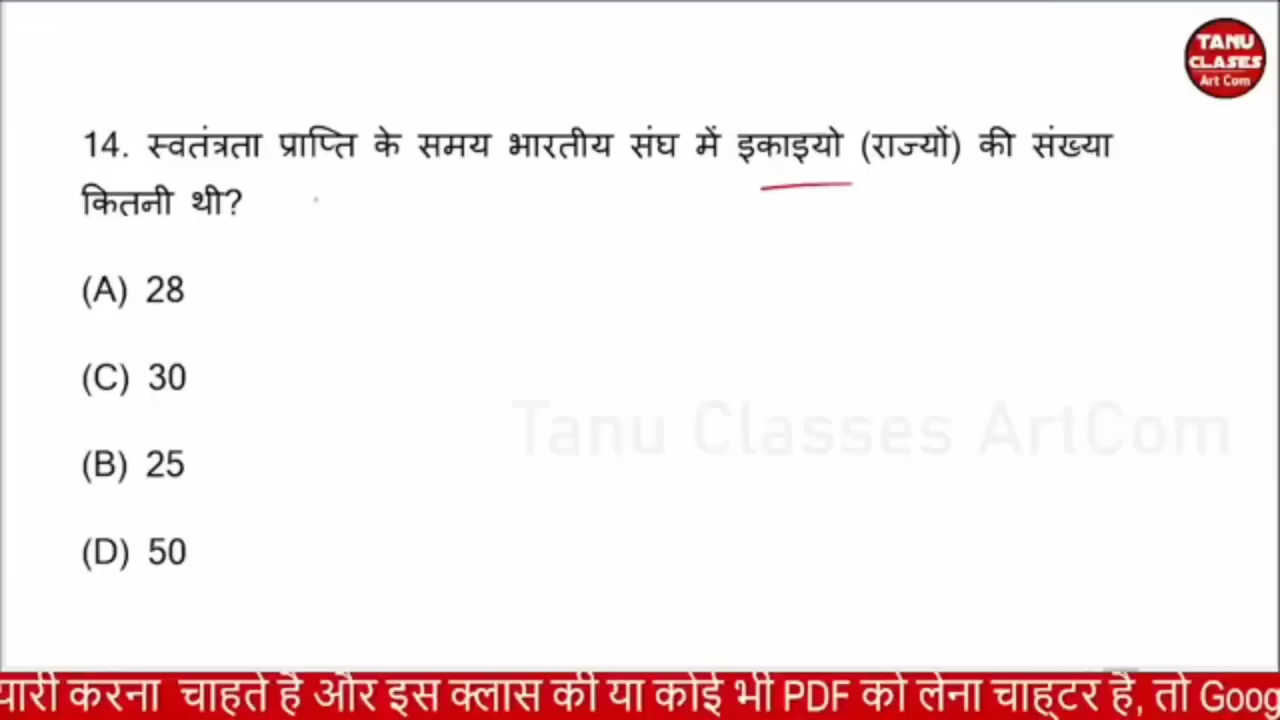 TANU
CLASES
Art Com
14. स्वतंत्रता प्राप्ति के समय भारतीय संघ में इकाइयो (राज्यों) की संख्या
कितनी थी?
(A) 28
(C) 30
Tanu Classes ArtCom
(B) 25
(D) 50
यारी करना चाहते है और इस क्लास की या कोई भी PDF को लेना चाह्टर है, तो Goog